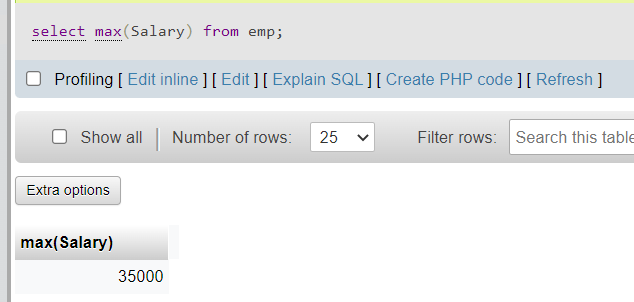 select max(Salary) from emp;
Profiling [ Edit inline ] [ Edit ] [ Explain SQL ] [ Create PHP code ] [ Refresh ]
Show all Number of rows: 25 Filter rows: Search this table
Extra options
max(Salary)
35000